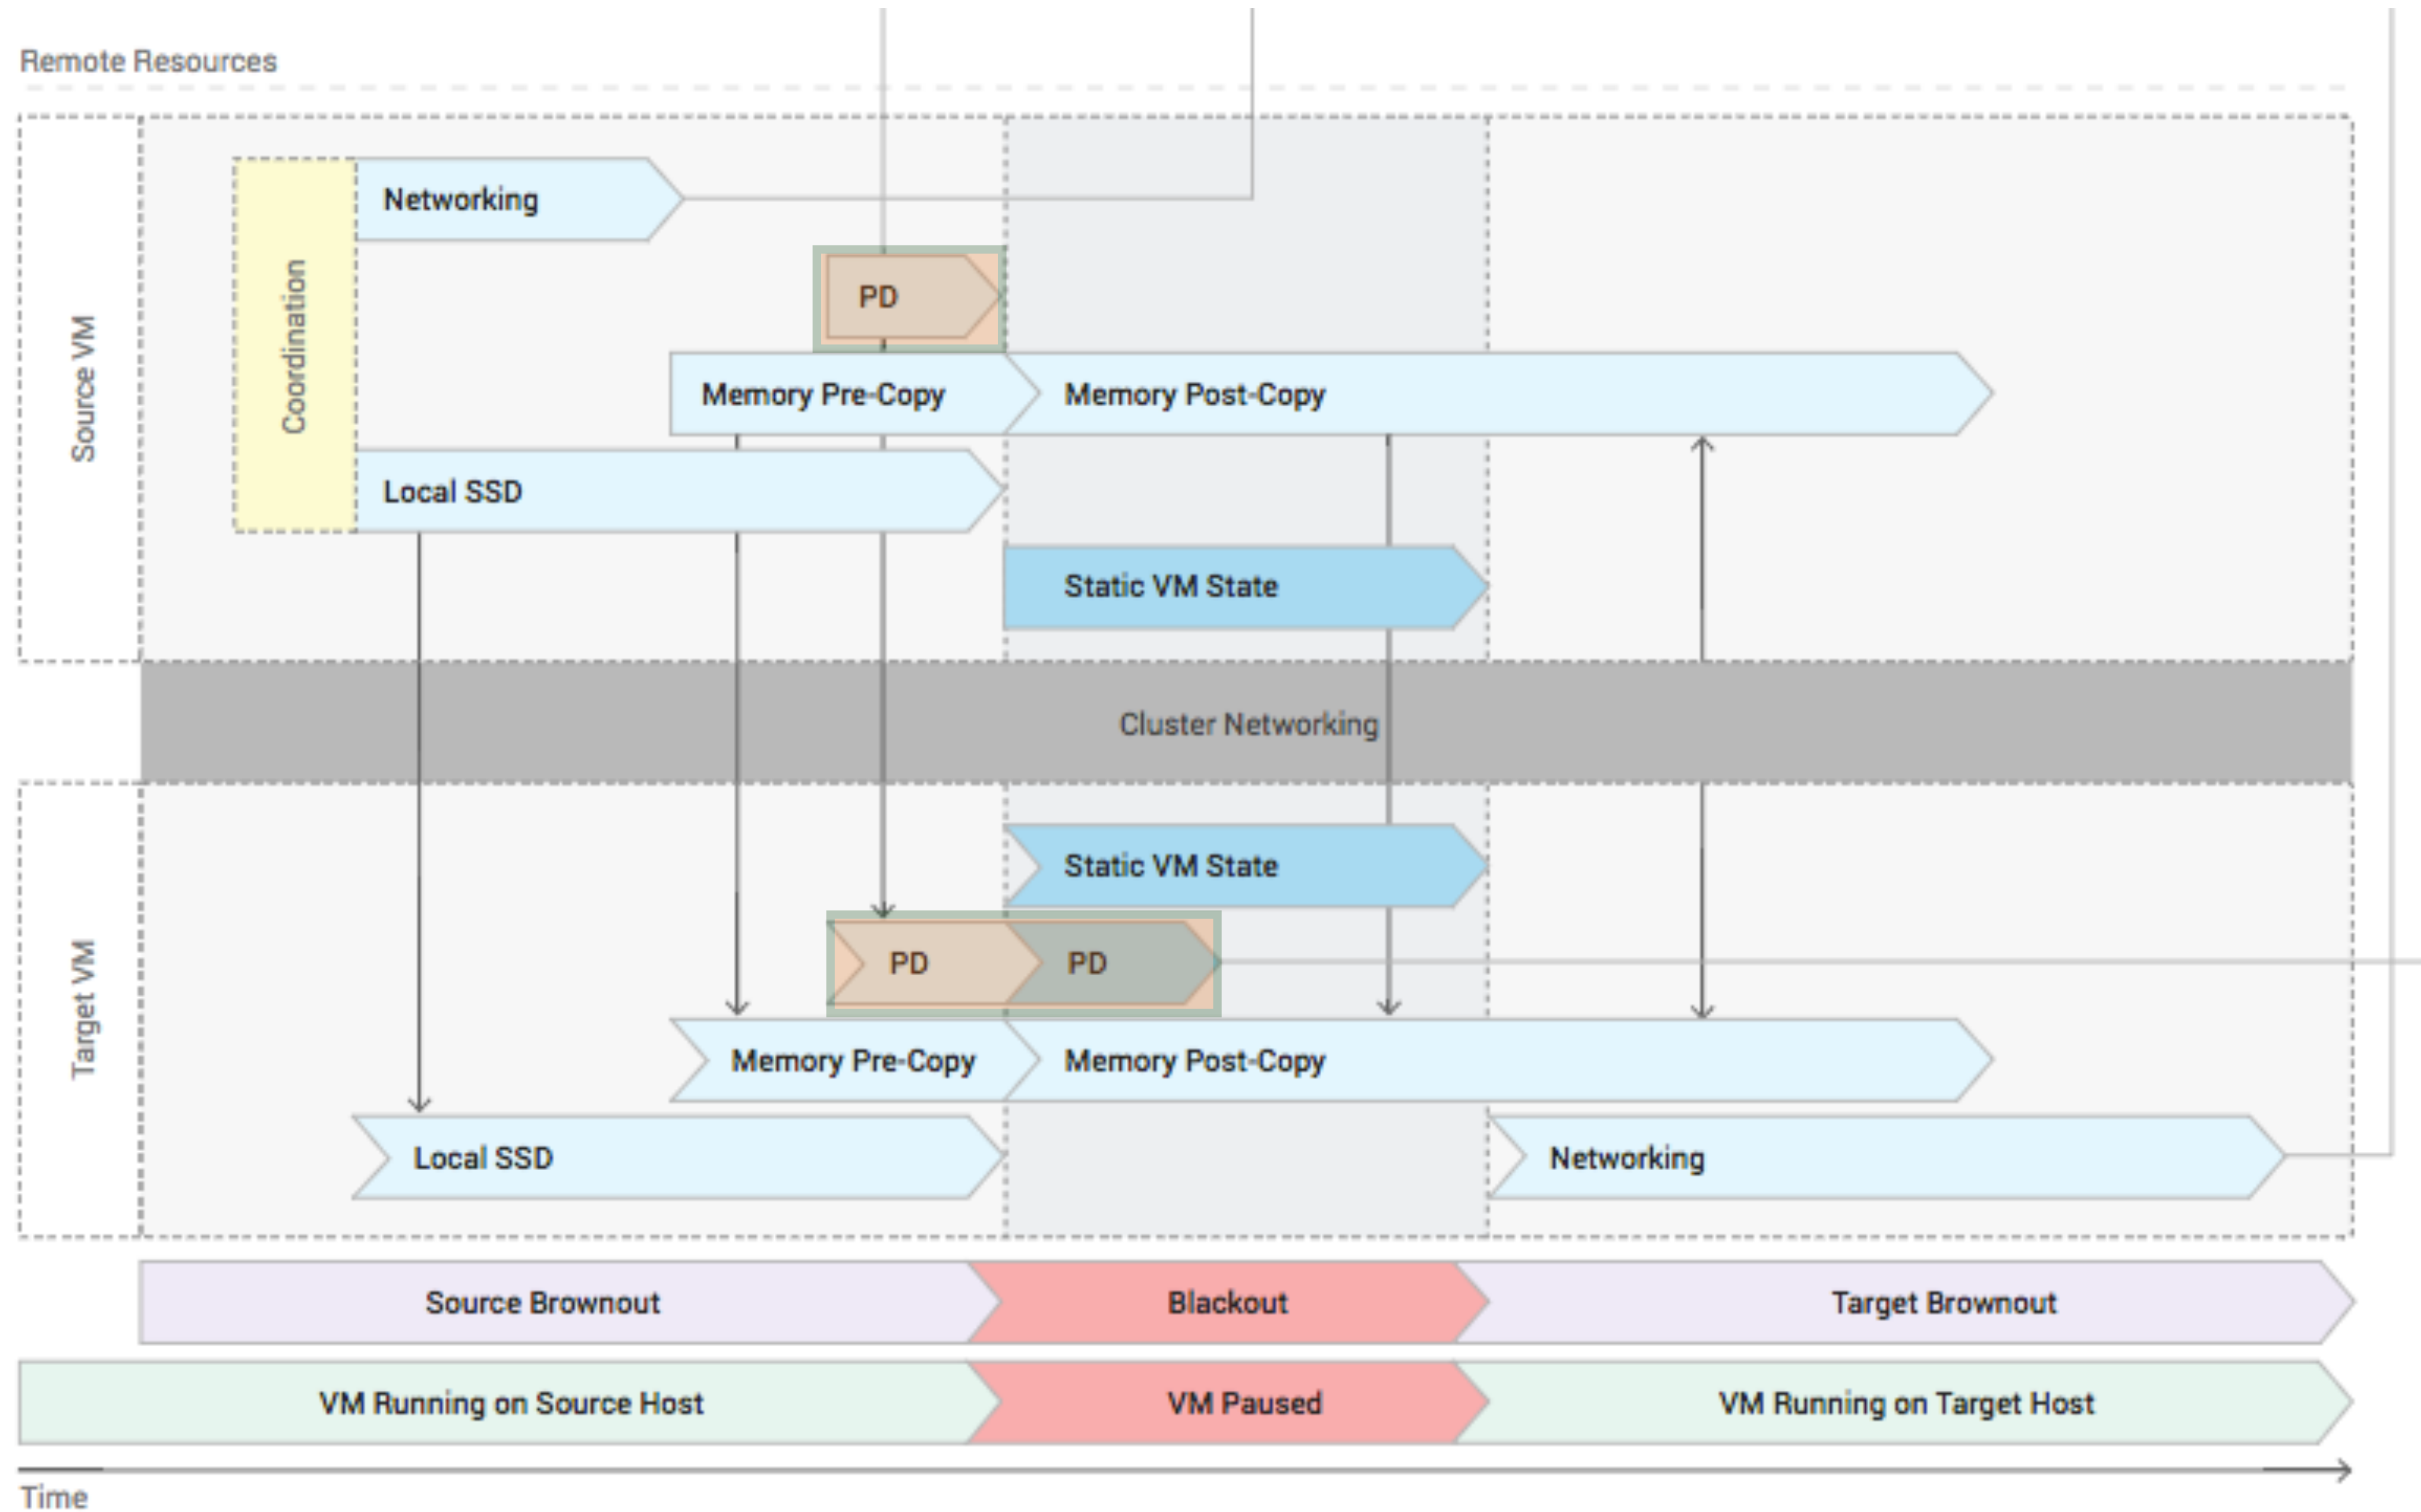 Remote Resources
Source VM
Coordination
Networking
PD
Memory Pre-Copy
Memory Post-Copy
Local SSD
Static VM State
Cluster Networking
Target VM
Static VM State
PD
PD
Memory Pre-Copy
Memory Post-Copy
Local SSD
Networking
Source Brownout
Blackout
Target Brownout
VM Running on Source Host
VM Paused
VM Running on Target Host
Time